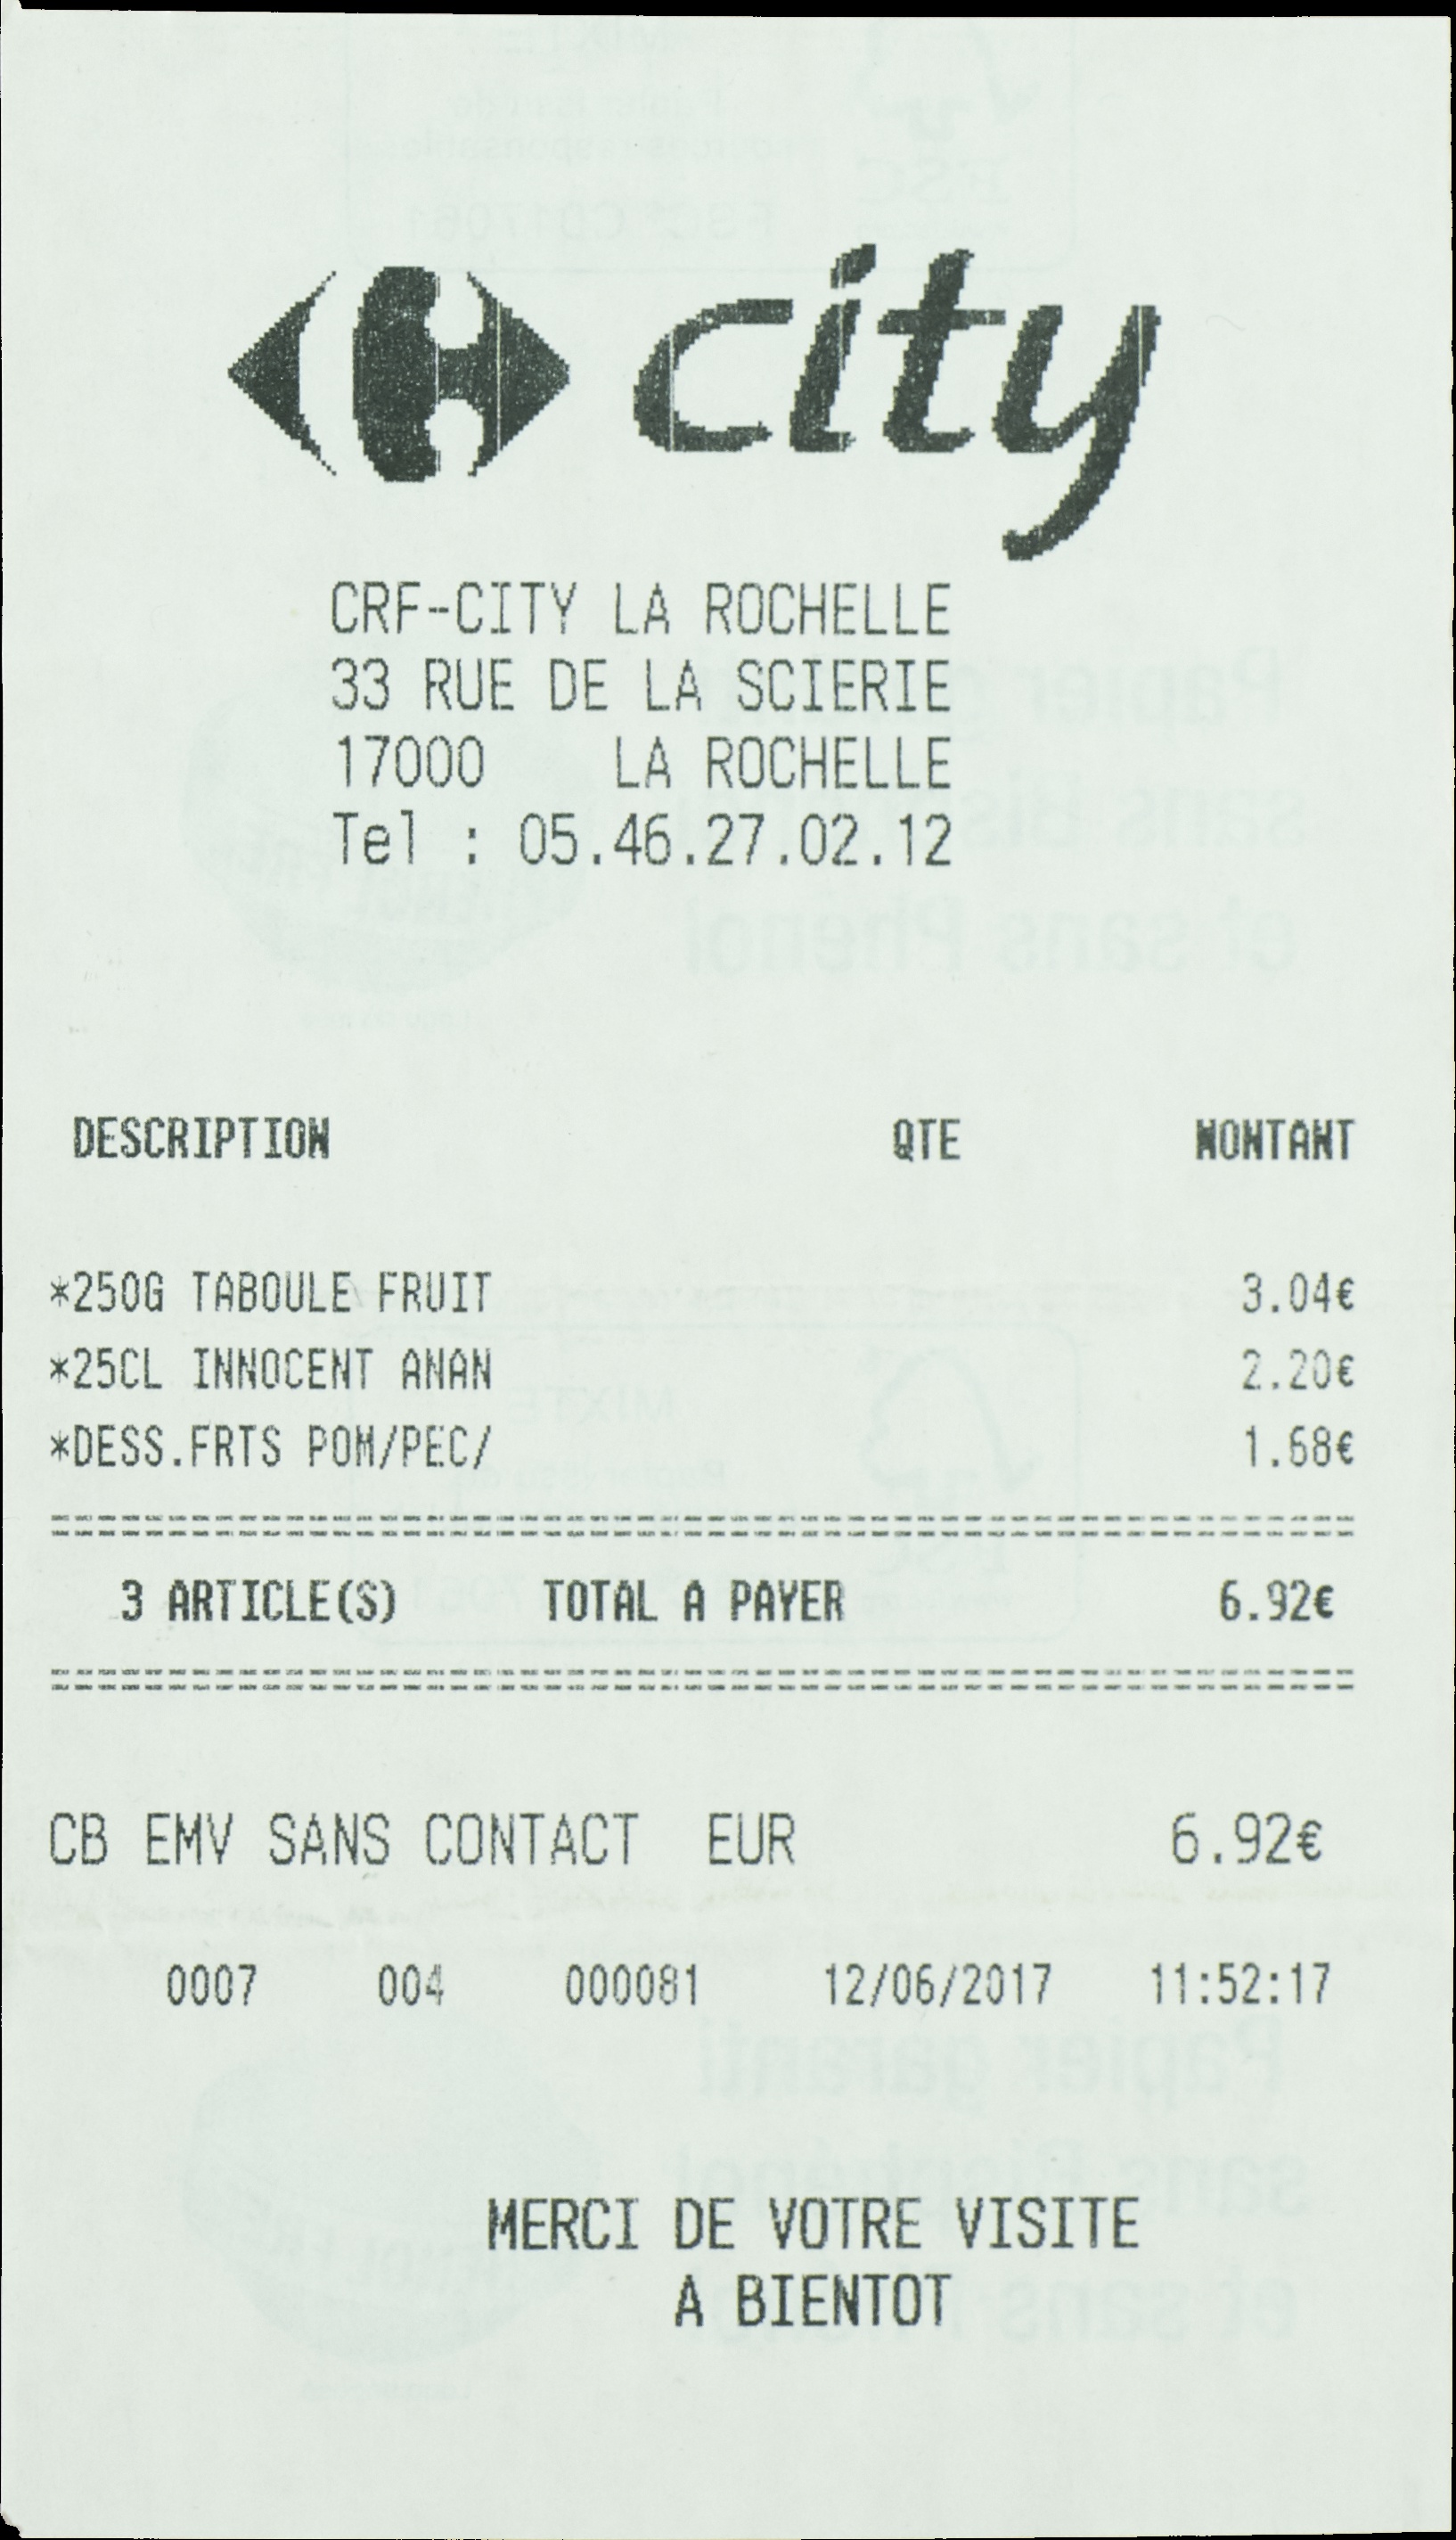 city
CRF-CITY LA ROCHELLE
33 RUE DE LA SCIERIE
17000 LA ROCHELLE
Tel : 05.46.27.02.12
DESCRIPTION QTE MONTANT
*250G TABOULE FRUIT 3.04€
*25CL INNOCENT ANAN 2.20€
*DESS.FRTS POM/PEC/ 1.68€
3 ARTICLE(S) TOTAL A PAYER 6.92€
CB EMV SANS CONTACT EUR 6.92€
0007 004 000081 12/06/2017 11:52:17
MERCI DE VOTRE VISITE
A BIENTOT